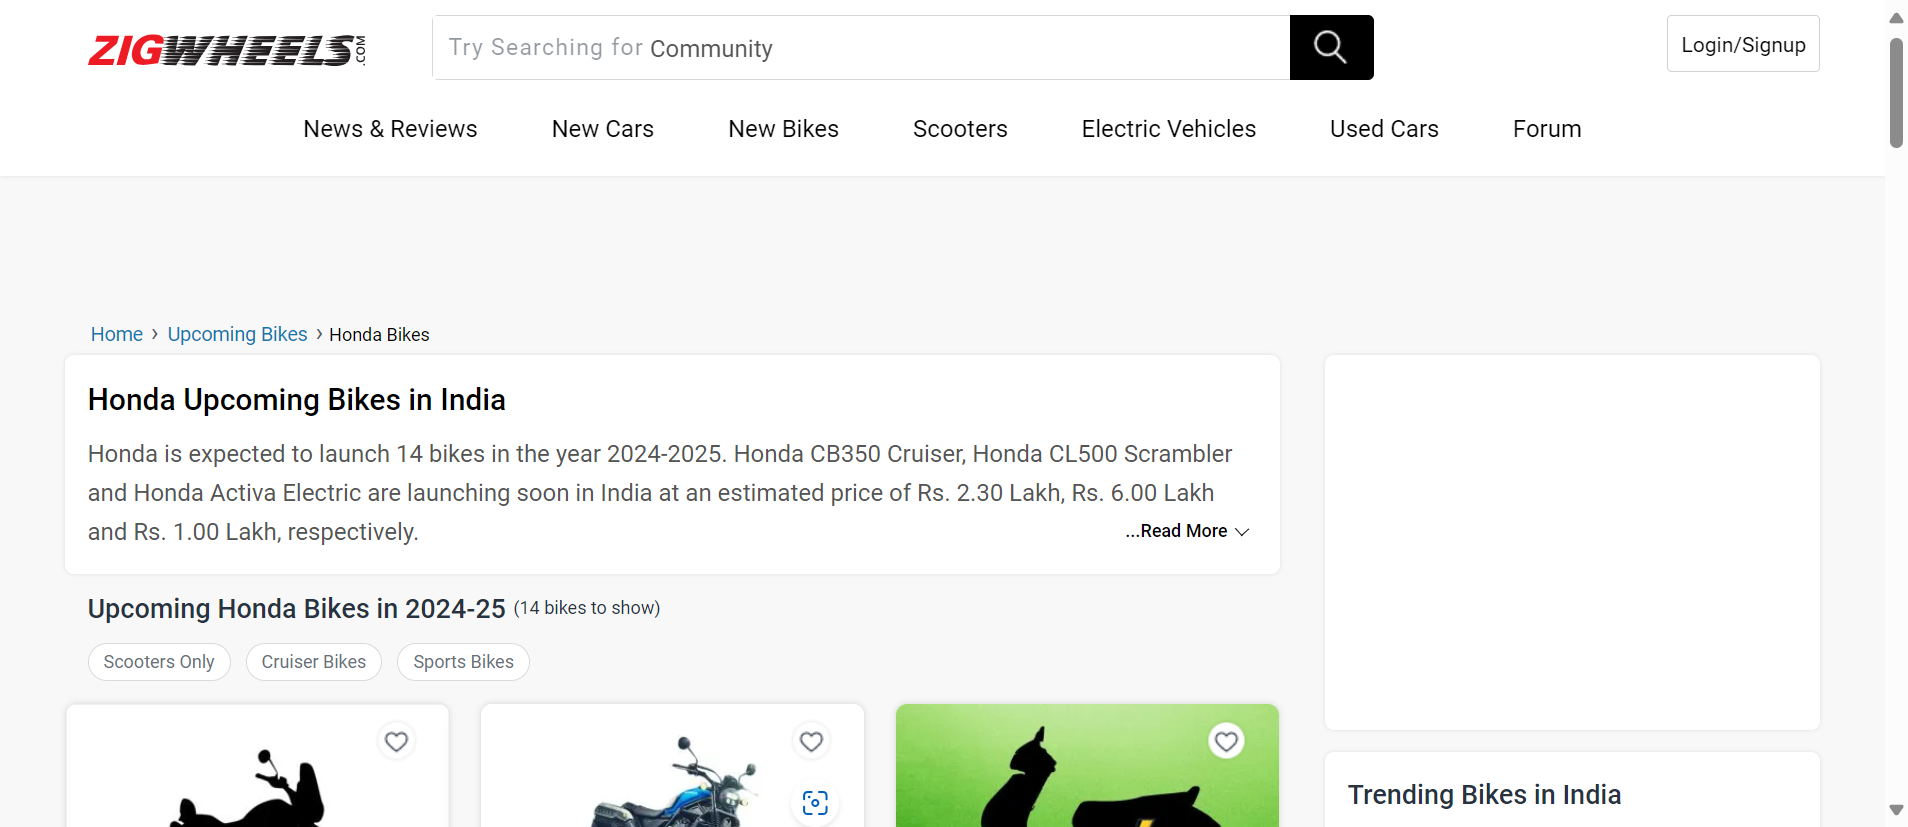 ZIGWHEELS.COM
Try Searching for Community
Login/Signup
News & Reviews
New Cars
New Bikes
Scooters
Electric Vehicles
Used Cars
Forum
Home › Upcoming Bikes › Honda Bikes
Honda Upcoming Bikes in India
Honda is expected to launch 14 bikes in the year 2024-2025. Honda CB350 Cruiser, Honda CL500 Scrambler
and Honda Activa Electric are launching soon in India at an estimated price of Rs. 2.30 Lakh, Rs. 6.00 Lakh
and Rs. 1.00 Lakh, respectively.
...Read More
Upcoming Honda Bikes in 2024-25 (14 bikes to show)
Scooters Only
Cruiser Bikes
Sports Bikes
Trending Bikes in India